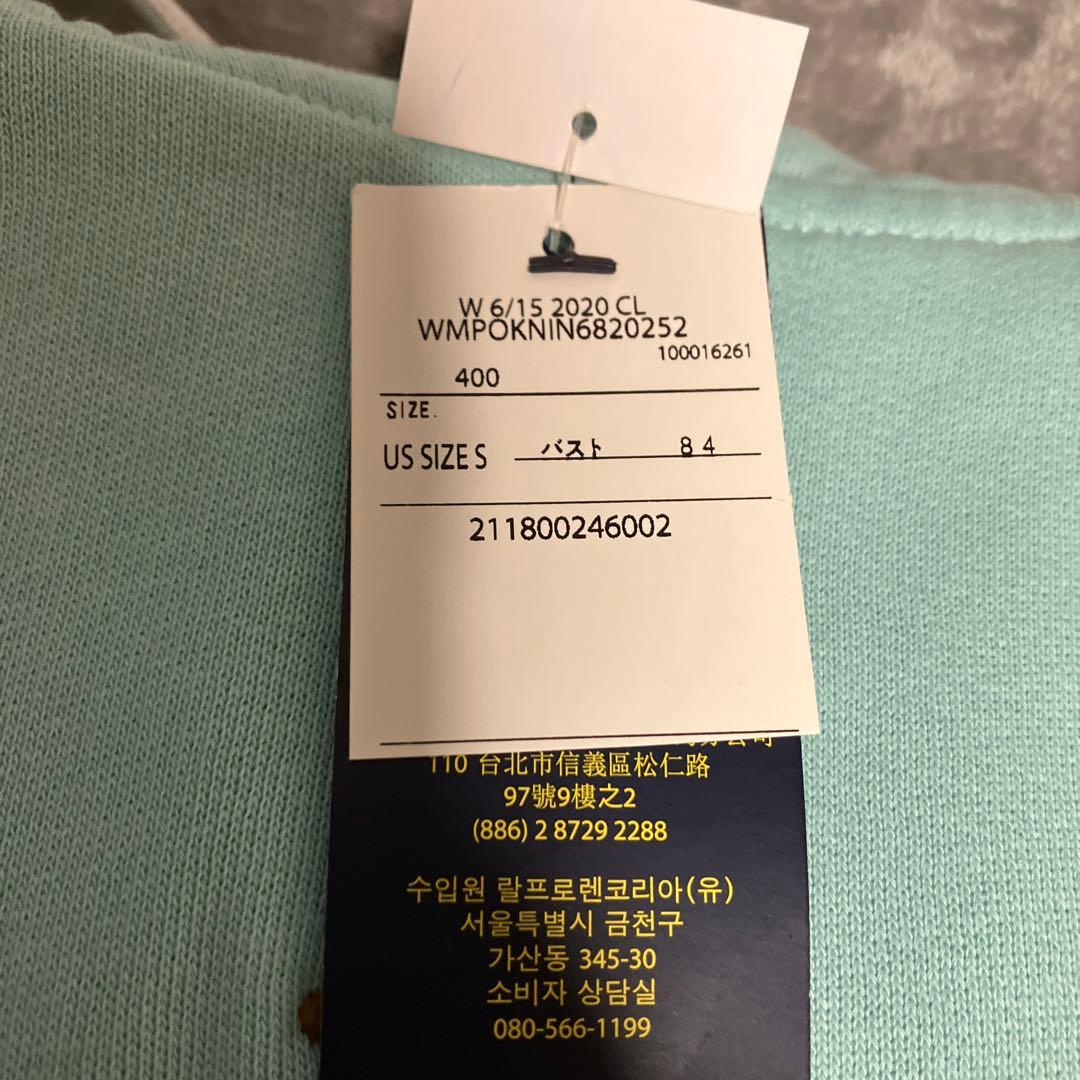 W 6/15 2020 CL
WMPOKNIN6820252
100016261
400
SIZE.
US SIZE S バスト 84
211800246002
110 台北市信義區松仁路
97號9樓之2
(886) 2 8729 2288
수입원 랄프로렌코리아(유)
서울특별시 금천구
가산동 345-30
소비자 상담실
080-566-1199